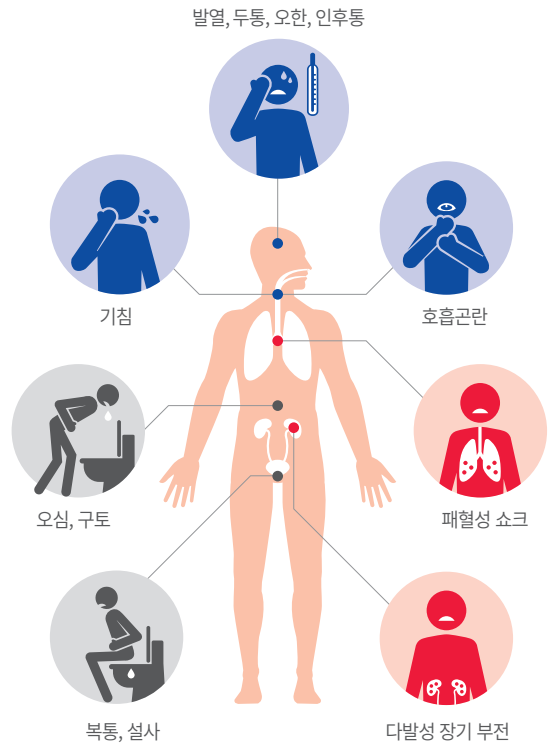 발열, 두통, 오한, 인후통
기침
호흡곤란
오심, 구토
패혈성 쇼크
복통, 설사
다발성 장기 부전